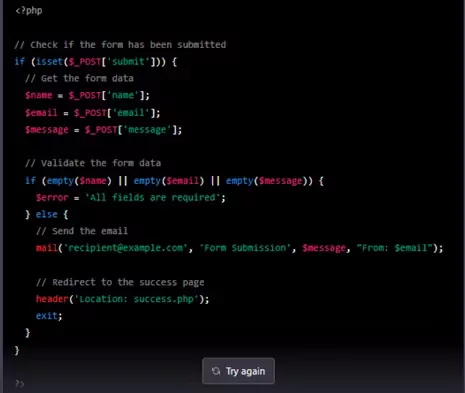 <?php
// Check if the form has been submitted
if (isset($_POST['submit'])) {
// Get the form data
$name = $_POST['name'];
$email = $_POST['email'];
$message = $_POST['message'];
// Validate the form data
if (empty($name) || empty($email) || empty($message)) {
$error = 'All fields are required';
} else {
// Send the email
mail('recipient@example.com', 'Form Submission', $message, "From: $email");
// Redirect to the success page
header('Location: success.php');
exit;
}
}
Try again
?>